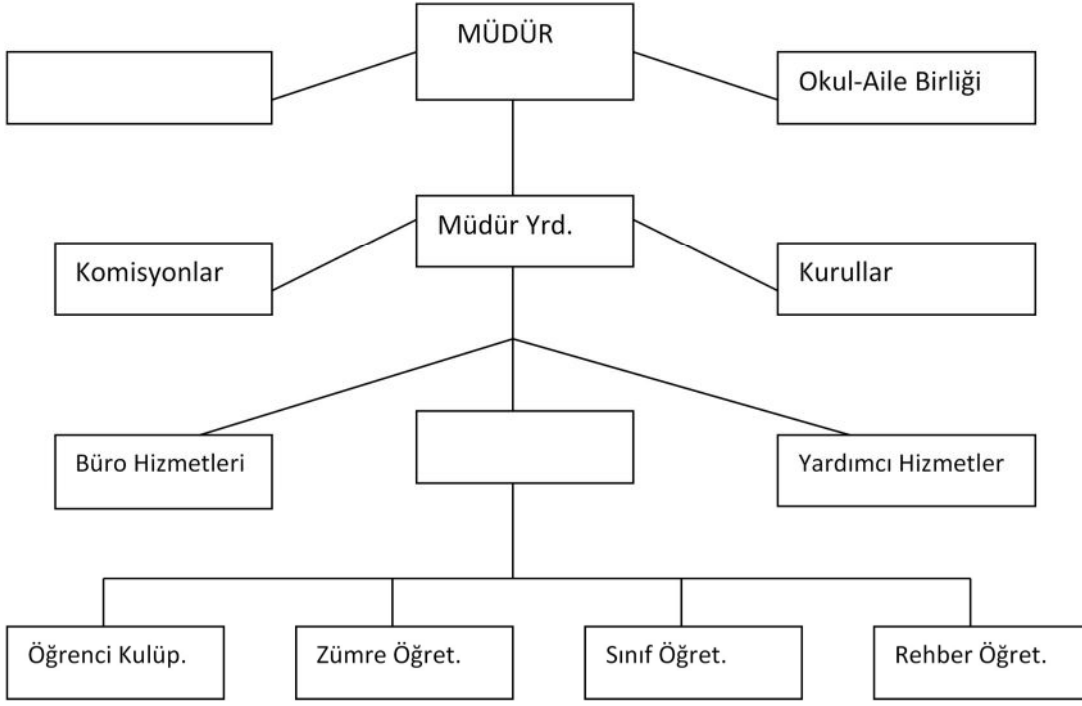 MÜDÜR
Okul-Aile Birliği
Müdür Yrd.
Komisyonlar
Kurullar
Büro Hizmetleri
Yardımcı Hizmetler
Öğrenci Kulüp.
Zümre Öğret.
Sınıf Öğret.
Rehber Öğret.